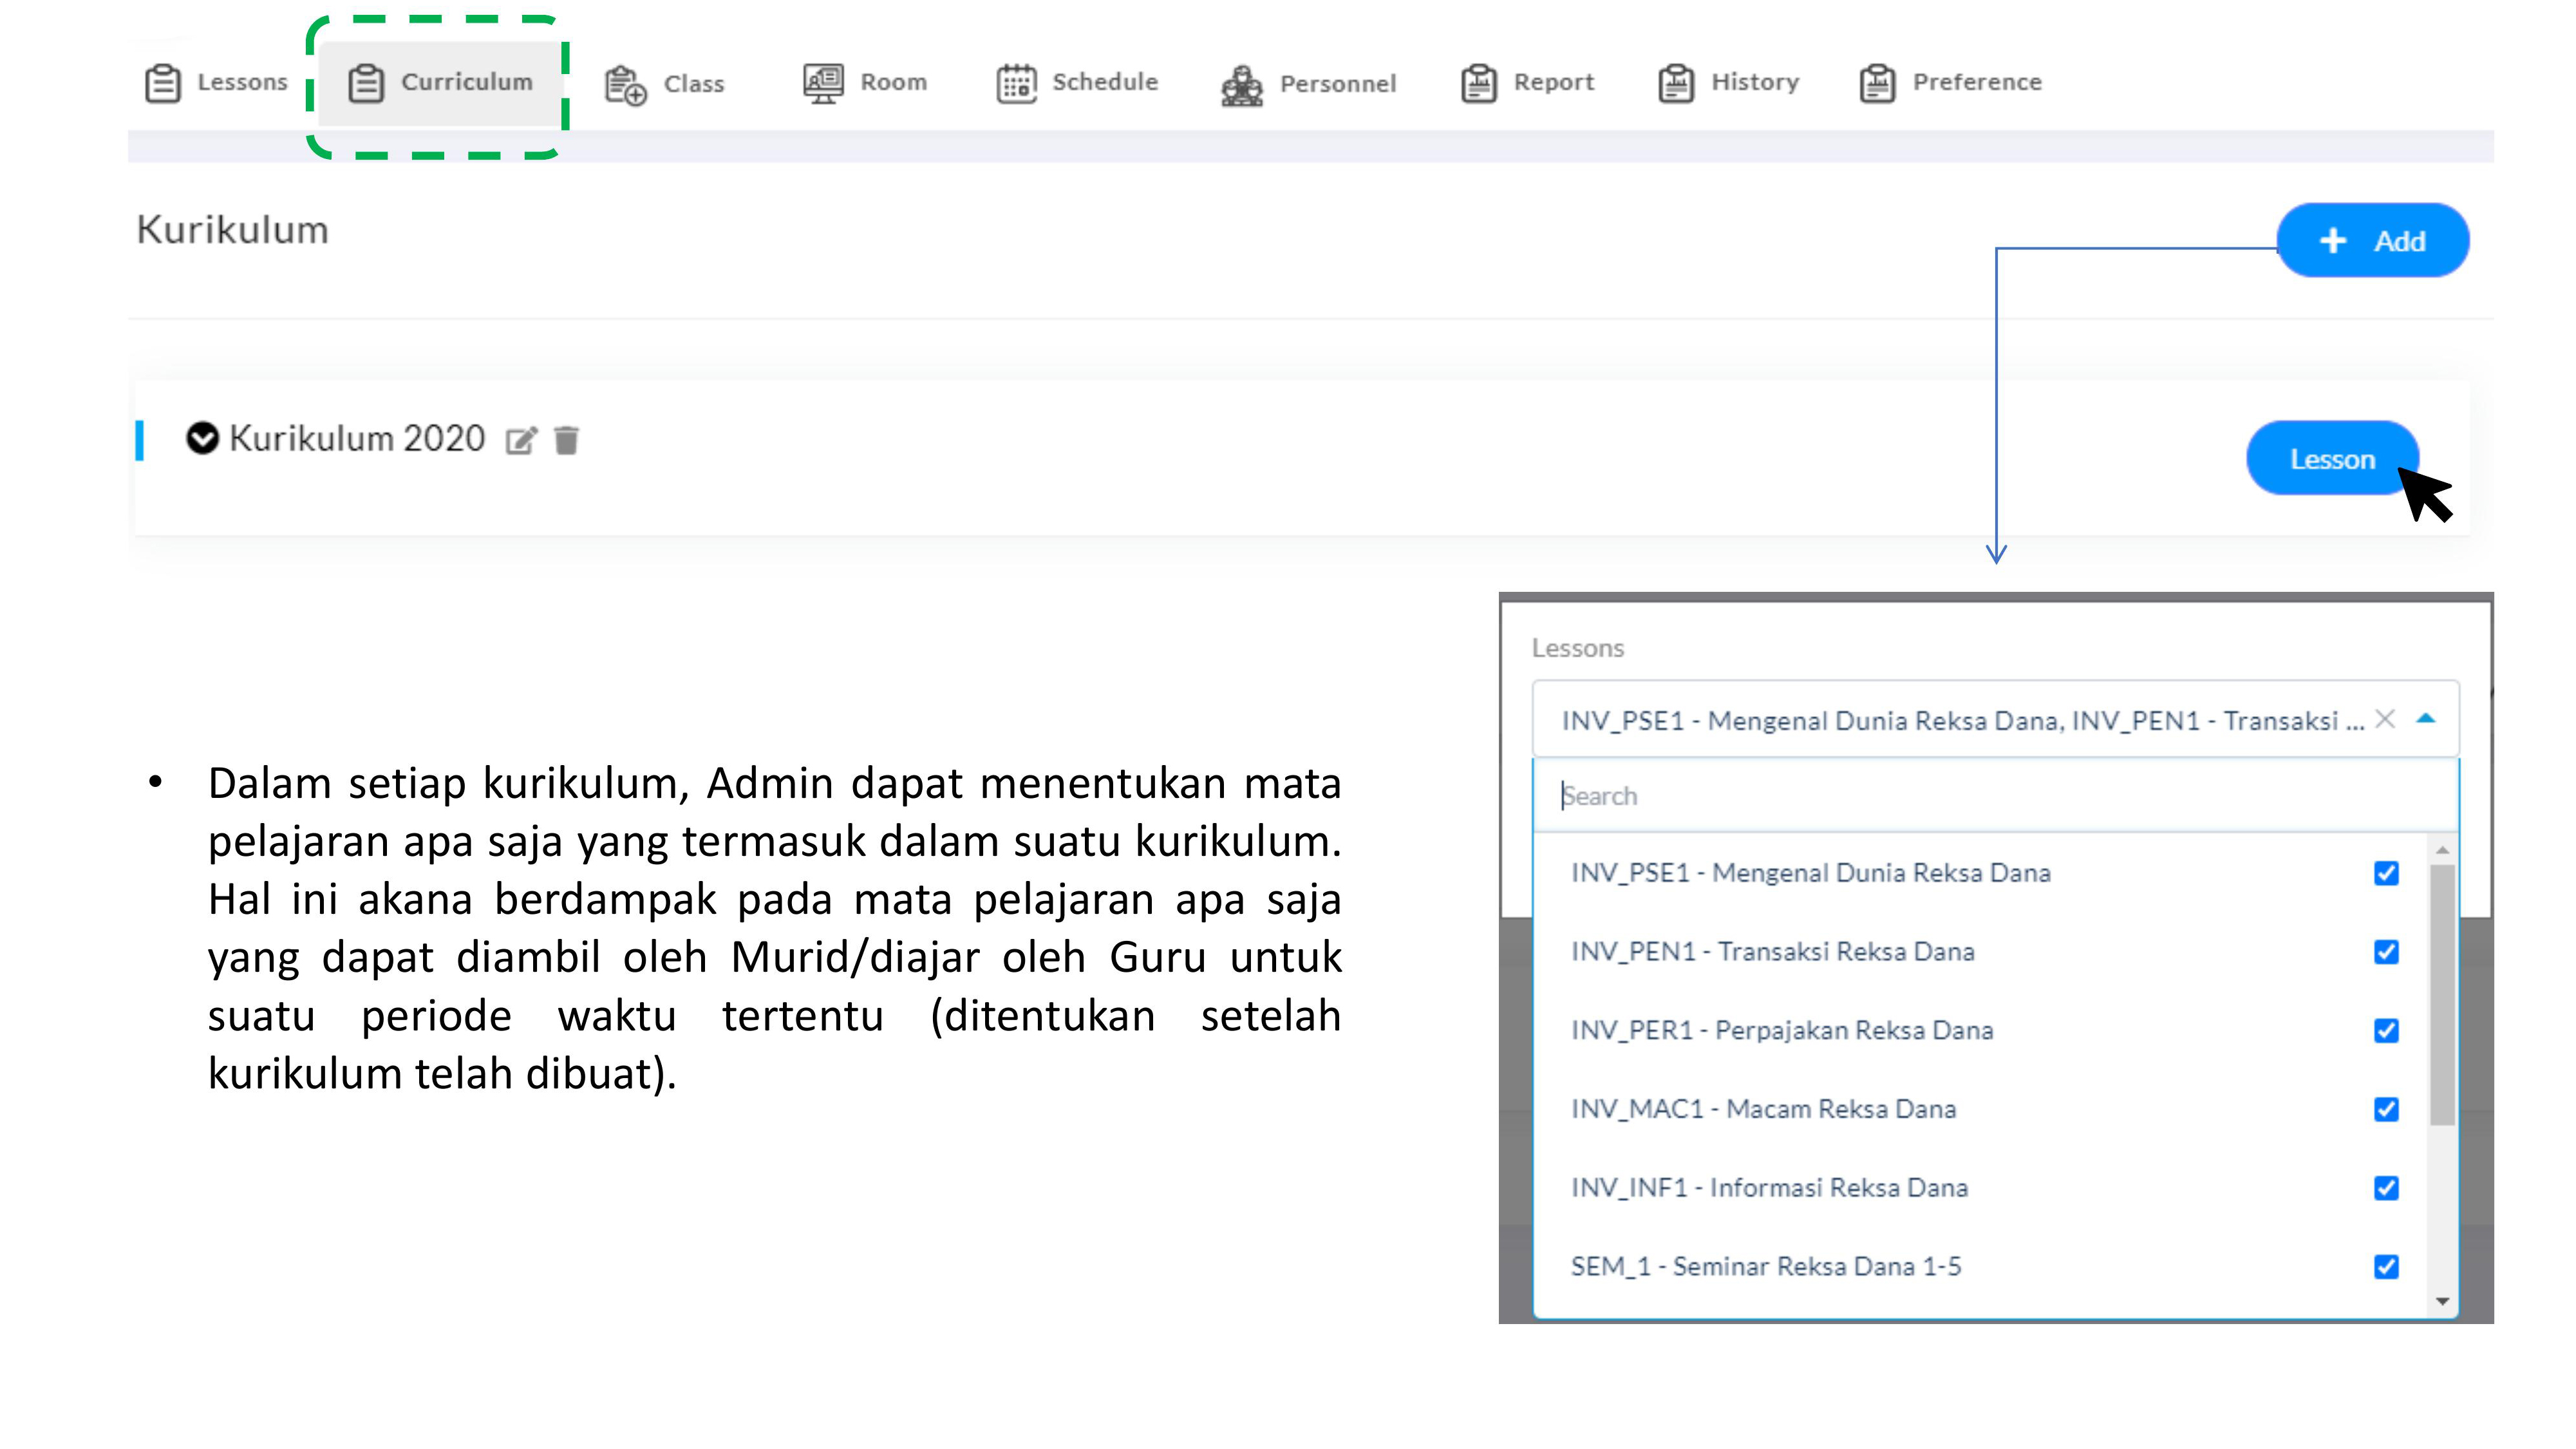 Lessons Curriculum Class Room Schedule Personnel Report History Preference
Kurikulum
+ Add
Kurikulum 2020
Lesson
• Dalam setiap kurikulum, Admin dapat menentukan mata
pelajaran apa saja yang termasuk dalam suatu kurikulum.
Hal ini akana berdampak pada mata pelajaran apa saja
yang dapat diambil oleh Murid/diajar oleh Guru untuk
suatu periode waktu tertentu (ditentukan setelah
kurikulum telah dibuat).
Lessons
INV_PSE1 - Mengenal Dunia Reksa Dana, INV_PEN1 - Transaksi ...
Search
INV_PSE1 - Mengenal Dunia Reksa Dana
INV_PEN1 - Transaksi Reksa Dana
INV_PER1 - Perpajakan Reksa Dana
INV_MAC1 - Macam Reksa Dana
INV_INF1 - Informasi Reksa Dana
SEM_1 - Seminar Reksa Dana 1-5